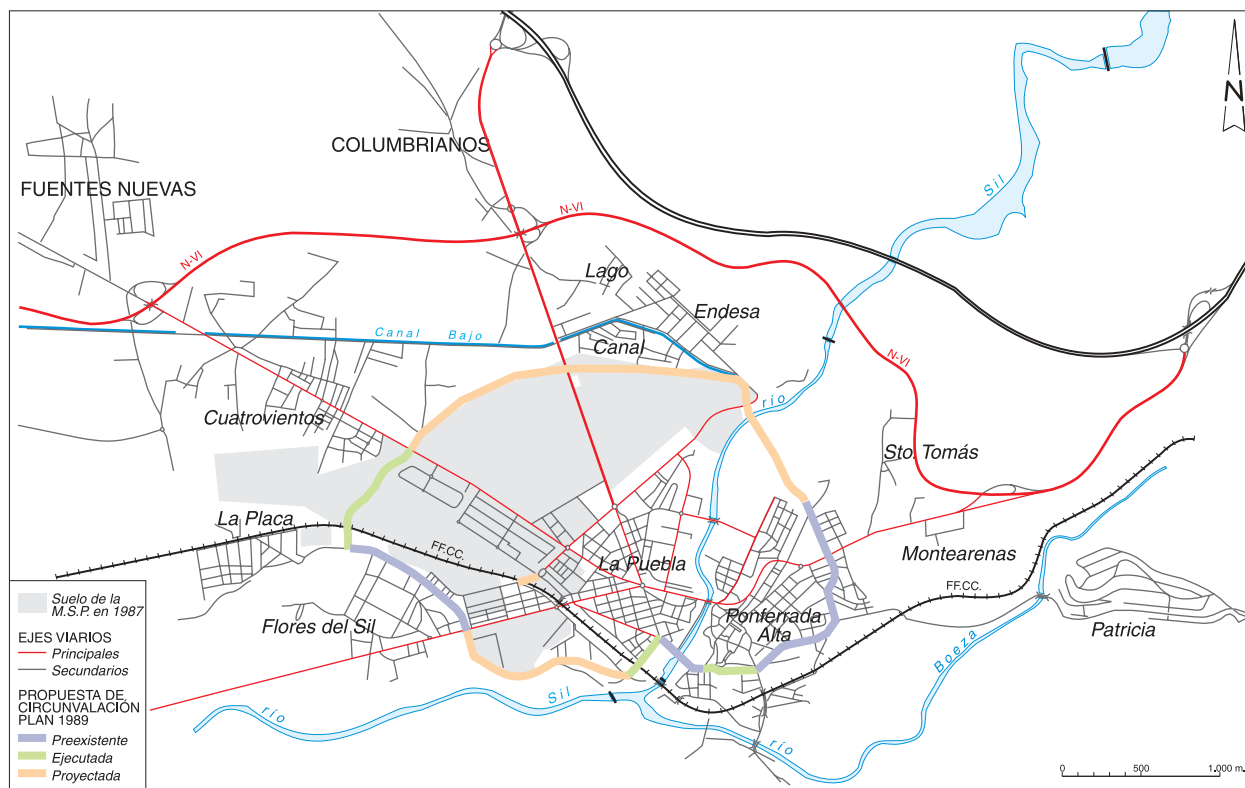 COLUMBRIANOS
FUENTES NUEVAS
N
Sil
N-VI
N-VI
Lago
Endesa
Canal Bajo
Canal
N-VI
río
Cuatrovientos
Sto. Tomás
La Placa
FF.CC.
La Puebla
Montearenas
FF.CC.
Flores del Sil
Ponferrada
Alta
Patricia
Boeza
Sil
río
río
Suelo de la
M.S.P. en 1987
EJES VIARIOS
Principales
Secundarios
PROPUESTA DE
CIRCUNVALACIÓN
PLAN 1989
Preexistente
Ejecutada
Proyectada
0 500 1.000 m.